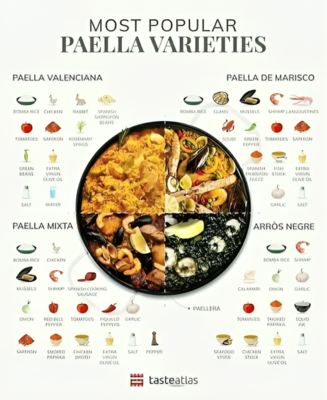 MOST POPULAR
PAELLA VARIETIES
PAELLA VALENCIANA
BOMBA RICE CHICKEN RABBIT SPANISH GARROFON BEANS
TOMATOES SAFFRON ROSEMARY SPRIGS
GREEN BEANS EXTRA VIRGIN OLIVE OIL
SALT WATER
PAELLA DE MARISCO
BOMBA RICE CLAMS MUSSELS SHRIMP LANGOUSTINES
SQUID GREEN PEPPER TOMATOES SAFFRON
FISH STOCK EXTRA VIRGIN OLIVE OIL
GARLIC SALT
PAELLA MIXTA
BOMBA RICE CHICKEN
MUSSELS SHRIMP SPANISH COOKING SAUSAGE
ONION RED BELL PEPPER TOMATOES PIQUILLO PEPPERS GARLIC
SAFFRON SMOKED PAPRIKA CHICKEN BROTH EXTRA VIRGIN OLIVE OIL SALT PEPPER
ARRÒS NEGRE
BOMBA RICE SHRIMP
CALAMARI ONION GARLIC
TOMATOES SMOKED PAPRIKA SQUID INK
SEAFOOD STOCK CHICKEN STOCK EXTRA VIRGIN OLIVE OIL SALT
PAELLERA
tasteatlas